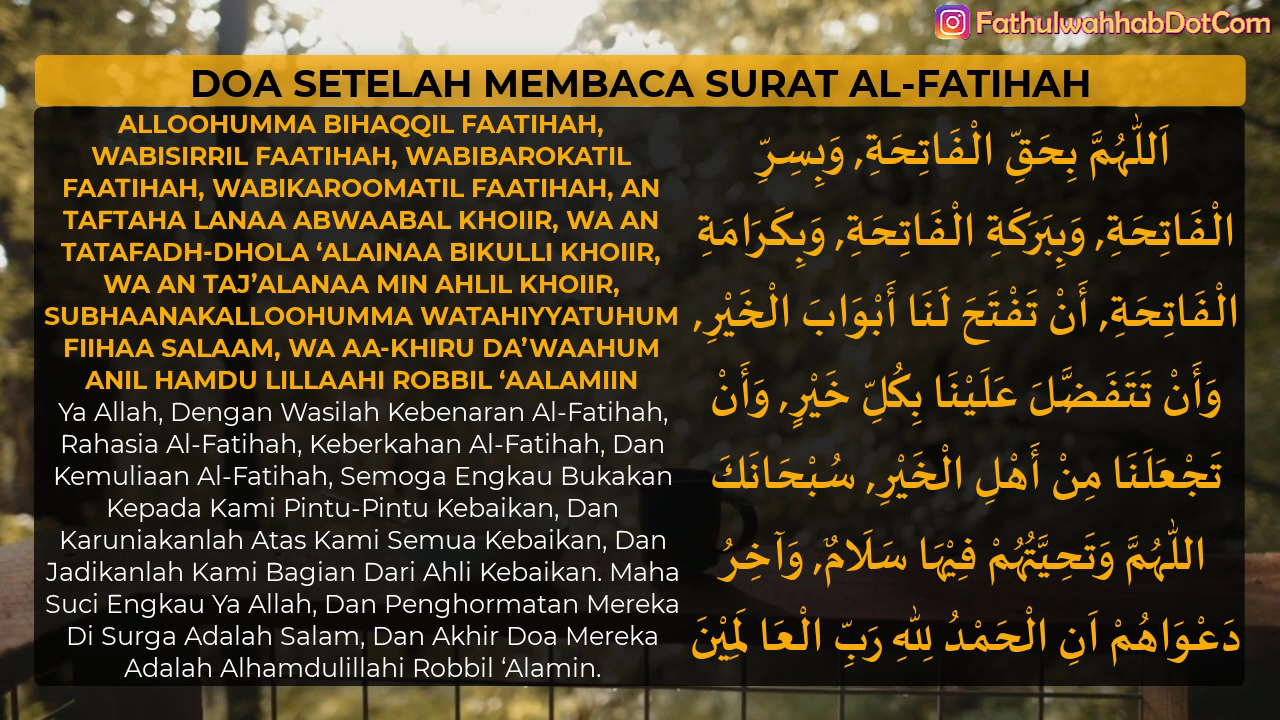 FathulwahhabDotCom
DOA SETELAH MEMBACA SURAT AL-FATIHAH
ALLOOHUMMA BIHAQQIL FAATIHAH,
WABISIRRIL FAATIHAH, WABIBAROKATIL
FAATIHAH, WABIKAROOMATIL FAATIHAH, AN
TAFTAHA LANAA ABWAABAL KHOIIR, WA AN
TATAFADH-DHOLA ‘ALAINAA BIKULLI KHOIIR,
WA AN TAJ’ALANAA MIN AHLIL KHOIIR,
SUBHAANAKALLOOHUMMA WATAHIYYATUHUM
FIIHAA SALAAM, WA AA-KHIRU DA’WAAHUM
ANIL HAMDU LILLAAHI ROBBIL ‘AALAMIIN
Ya Allah, Dengan Wasilah Kebenaran Al-Fatihah,
Rahasia Al-Fatihah, Keberkahan Al-Fatihah, Dan
Kemuliaan Al-Fatihah, Semoga Engkau Bukakan
Kepada Kami Pintu-Pintu Kebaikan, Dan
Karuniakanlah Atas Kami Semua Kebaikan, Dan
Jadikanlah Kami Bagian Dari Ahli Kebaikan. Maha
Suci Engkau Ya Allah, Dan Penghormatan Mereka
Di Surga Adalah Salam, Dan Akhir Doa Mereka
Adalah Alhamdulillahi Robbil ‘Alamin.
اَللّٰهُمَّ بِحَقِّ الْفَاتِحَةِ, وَبِسِرِّ
الْفَاتِحَةِ, وَبِبَرَكَةِ الْفَاتِحَةِ, وَبِكَرَامَةِ
الْفَاتِحَةِ, أَنْ تَفْتَحَ لَنَا أَبْوَابَ الْخَيْرِ,
وَأَنْ تَتَفَضَّلَ عَلَيْنَا بِكُلِّ خَيْرٍ, وَأَنْ
تَجْعَلَنَا مِنْ أَهْلِ الْخَيْرِ, سُبْحَانَكَ
اللّٰهُمَّ وَتَحِيَّتُهُمْ فِيْهَا سَلَامٌ, وَآخِرُ
دَعْوَاهُمْ اَنِ الْحَمْدُ لِلّٰهِ رَبِّ الْعَا لَمِيْنَ